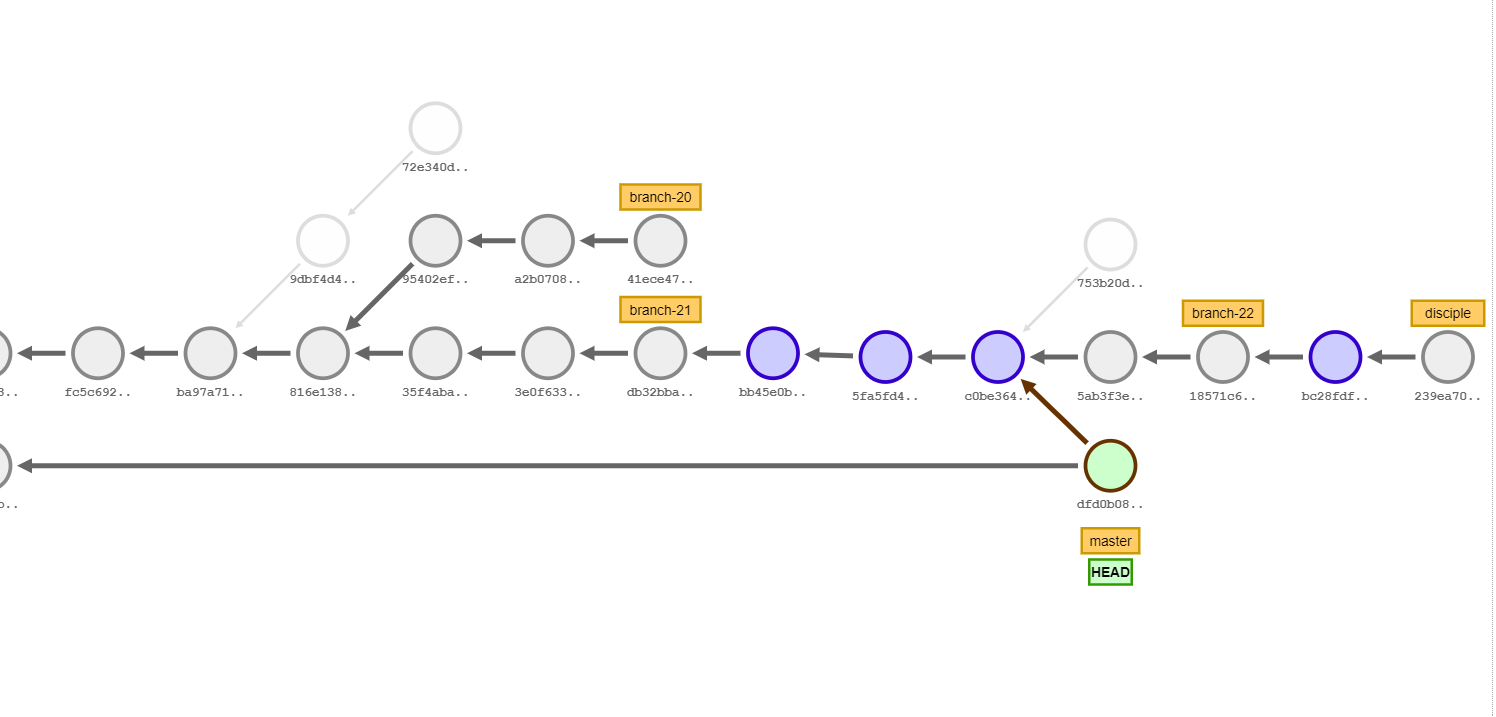 72e340d..
branch-20
9dbf4d4..
95402ef..
a2b0708..
41ece47..
753b20d..
branch-21
branch-22
disciple
3..
fc5c692..
ba97a71..
816e138..
35f4aba..
3e0f633..
db32bba..
bb45e0b..
5fa5fd4..
c0be364..
5ab3f3e..
18571c6..
bc28fdf..
239ea70..
dfd0b08..
master
HEAD